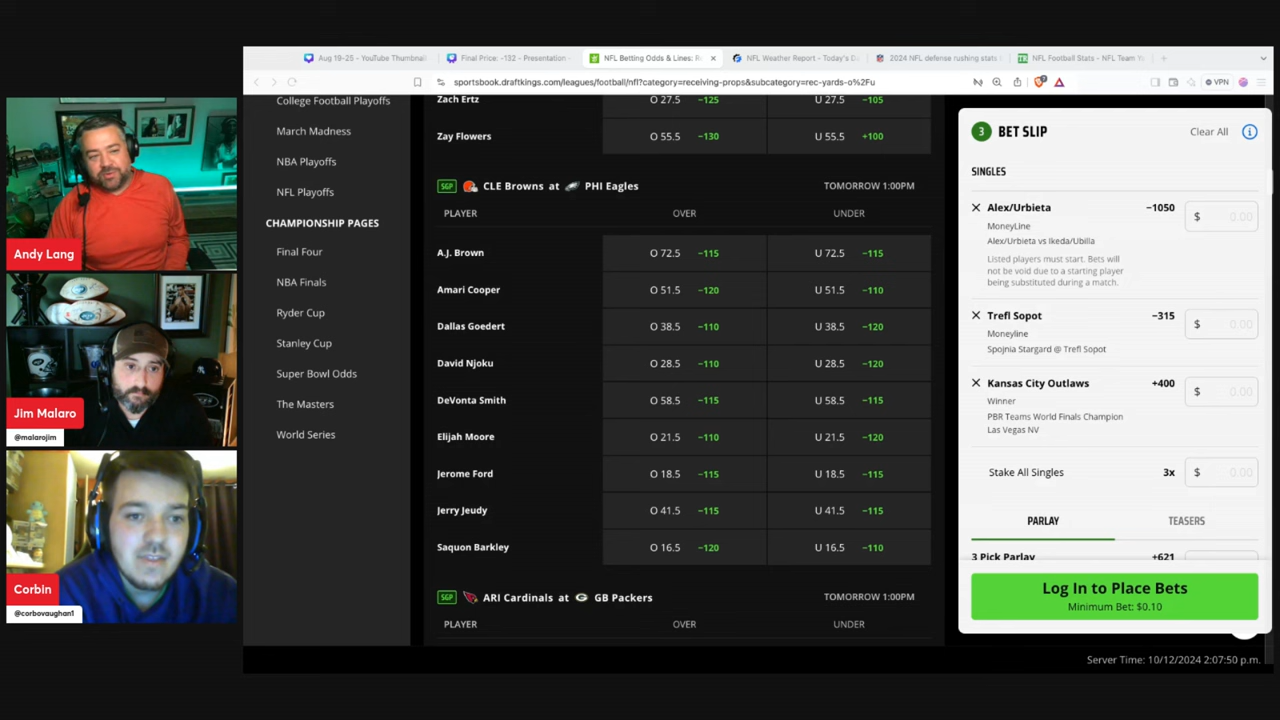 Aug 19-25 - YouTube Thumbnail
Final Price: -132 - Presentation -
NFL Betting Odds & Lines: R
NFL Weather Report - Today's
2024 NFL defense rushing stats
NFL Football Stats - NFL Team
sportsbook.draftkings.com/leagues/football/nfl?category=receiving-props&subcategory=rec-yards-o%2Fu
VPN
College Football Playoffs
March Madness
NBA Playoffs
NFL Playoffs
CHAMPIONSHIP PAGES
Final Four
NBA Finals
Ryder Cup
Stanley Cup
Super Bowl Odds
The Masters
World Series
Zach Ertz O 27.5 −125 U 27.5 −105
Zay Flowers O 55.5 −130 U 55.5 +100
SGP CLE Browns at PHI Eagles TOMORROW 1:00PM
PLAYER OVER UNDER
A.J. Brown O 72.5 −115 U 72.5 −115
Amari Cooper O 51.5 −120 U 51.5 −110
Dallas Goedert O 38.5 −110 U 38.5 −120
David Njoku O 28.5 −110 U 28.5 −120
DeVonta Smith O 58.5 −115 U 58.5 −115
Elijah Moore O 21.5 −110 U 21.5 −120
Jerome Ford O 18.5 −115 U 18.5 −115
Jerry Jeudy O 41.5 −115 U 41.5 −115
Saquon Barkley O 16.5 −120 U 16.5 −110
SGP ARI Cardinals at GB Packers TOMORROW 1:00PM
PLAYER OVER UNDER
3 BET SLIP Clear All
SINGLES
Alex/Urbieta −1050 $ 0.00
MoneyLine
Alex/Urbieta vs Ikeda/Ubilla
Listed players must start. Bets will
not be void due to a starting player
being substituted during a match.
Trefl Sopot −315 $ 0.00
Moneyline
Spojnia Stargard @ Trefl Sopot
Kansas City Outlaws +400 $ 0.00
Winner
PBR Teams World Finals Champion
Las Vegas NV
Stake All Singles 3x $ 0.00
PARLAY TEASERS
3 Pick Parlay +621
Log In to Place Bets
Minimum Bet: $0.10
Server Time: 10/12/2024 2:07:50 p.m.
Andy Lang
Jim Malaro
@malarojim
Corbin
@corbovaughan1